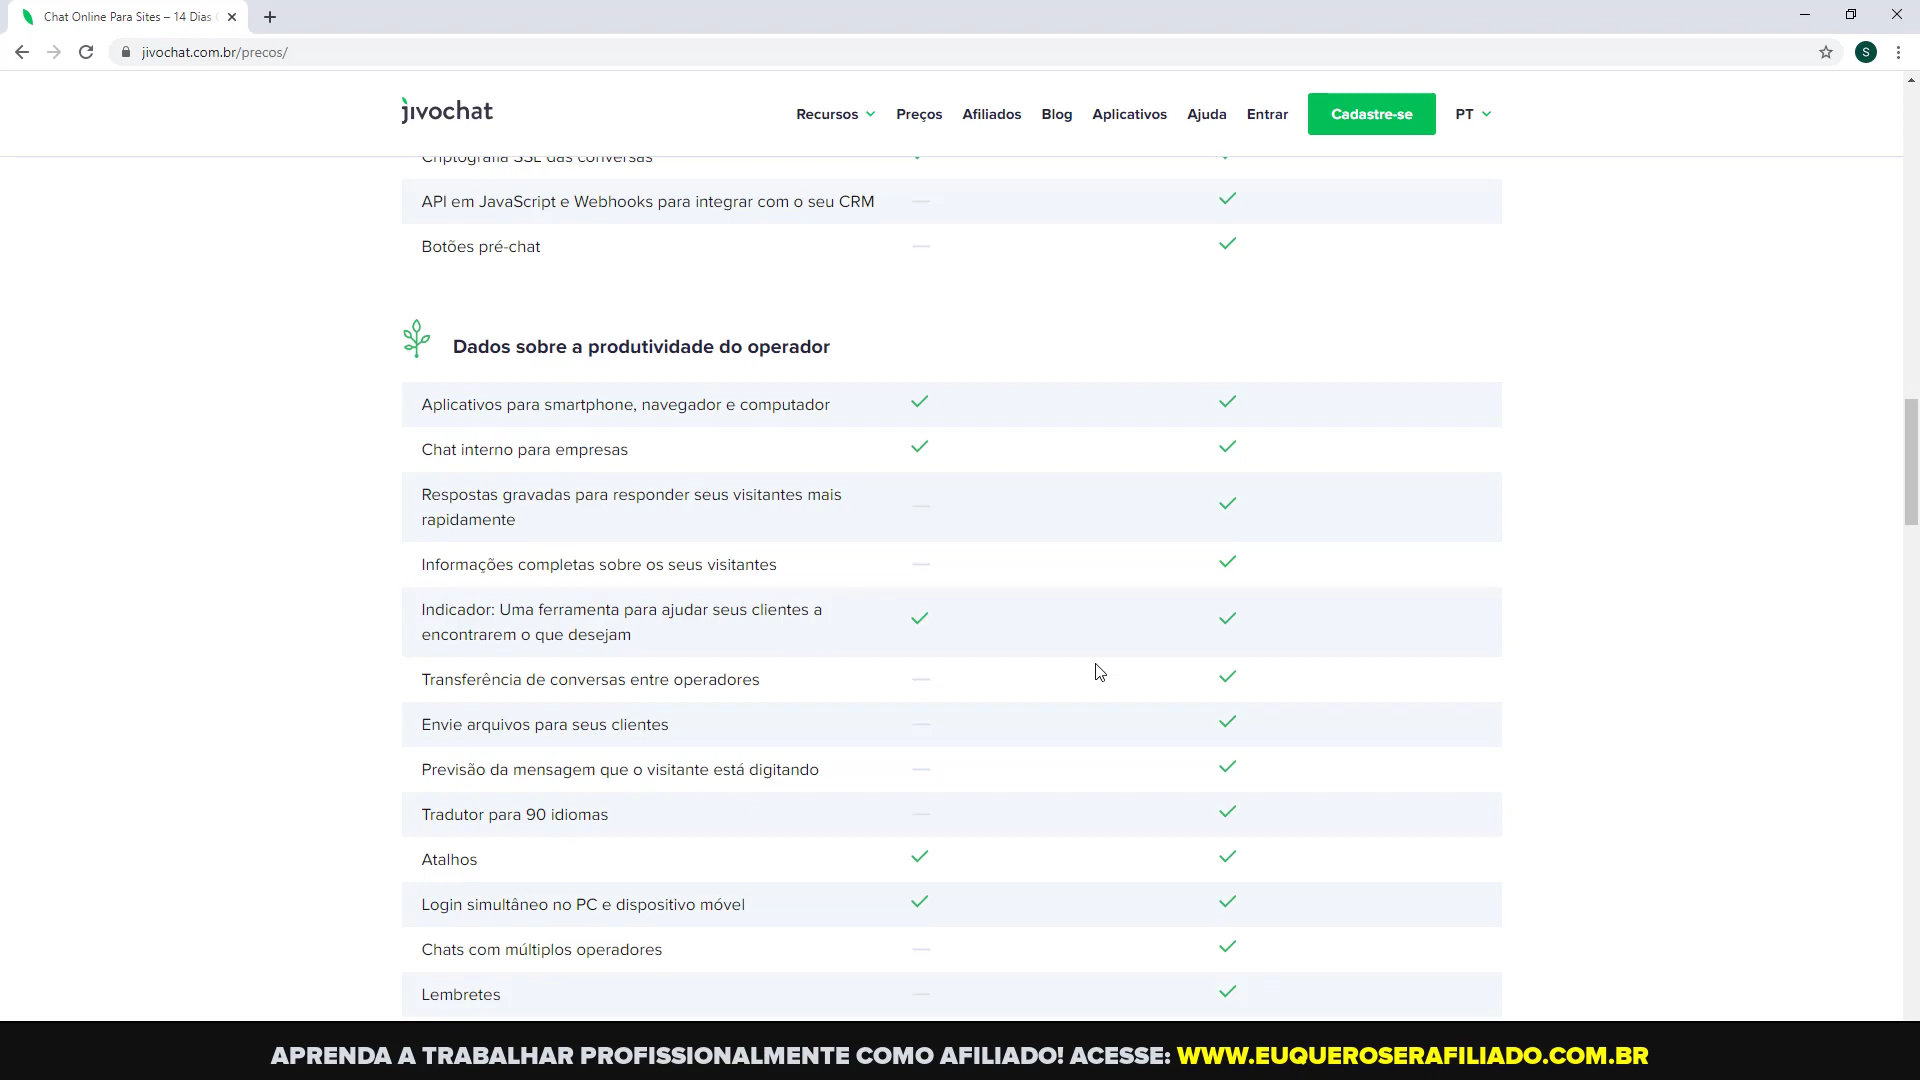 Chat Online Para Sites – 14 Dias
jivochat.com.br/precos/
S
jivochat
Recursos
Preços
Afiliados
Blog
Aplicativos
Ajuda
Entrar
Cadastre-se
PT
Criptografia SSL das conversas
API em JavaScript e Webhooks para integrar com o seu CRM
Botões pré-chat
Dados sobre a produtividade do operador
Aplicativos para smartphone, navegador e computador
Chat interno para empresas
Respostas gravadas para responder seus visitantes mais
rapidamente
Informações completas sobre os seus visitantes
Indicador: Uma ferramenta para ajudar seus clientes a
encontrarem o que desejam
Transferência de conversas entre operadores
Envie arquivos para seus clientes
Previsão da mensagem que o visitante está digitando
Tradutor para 90 idiomas
Atalhos
Login simultâneo no PC e dispositivo móvel
Chats com múltiplos operadores
Lembretes
APRENDA A TRABALHAR PROFISSIONALMENTE COMO AFILIADO! ACESSE: WWW.EUQUEROSERAFILIADO.COM.BR